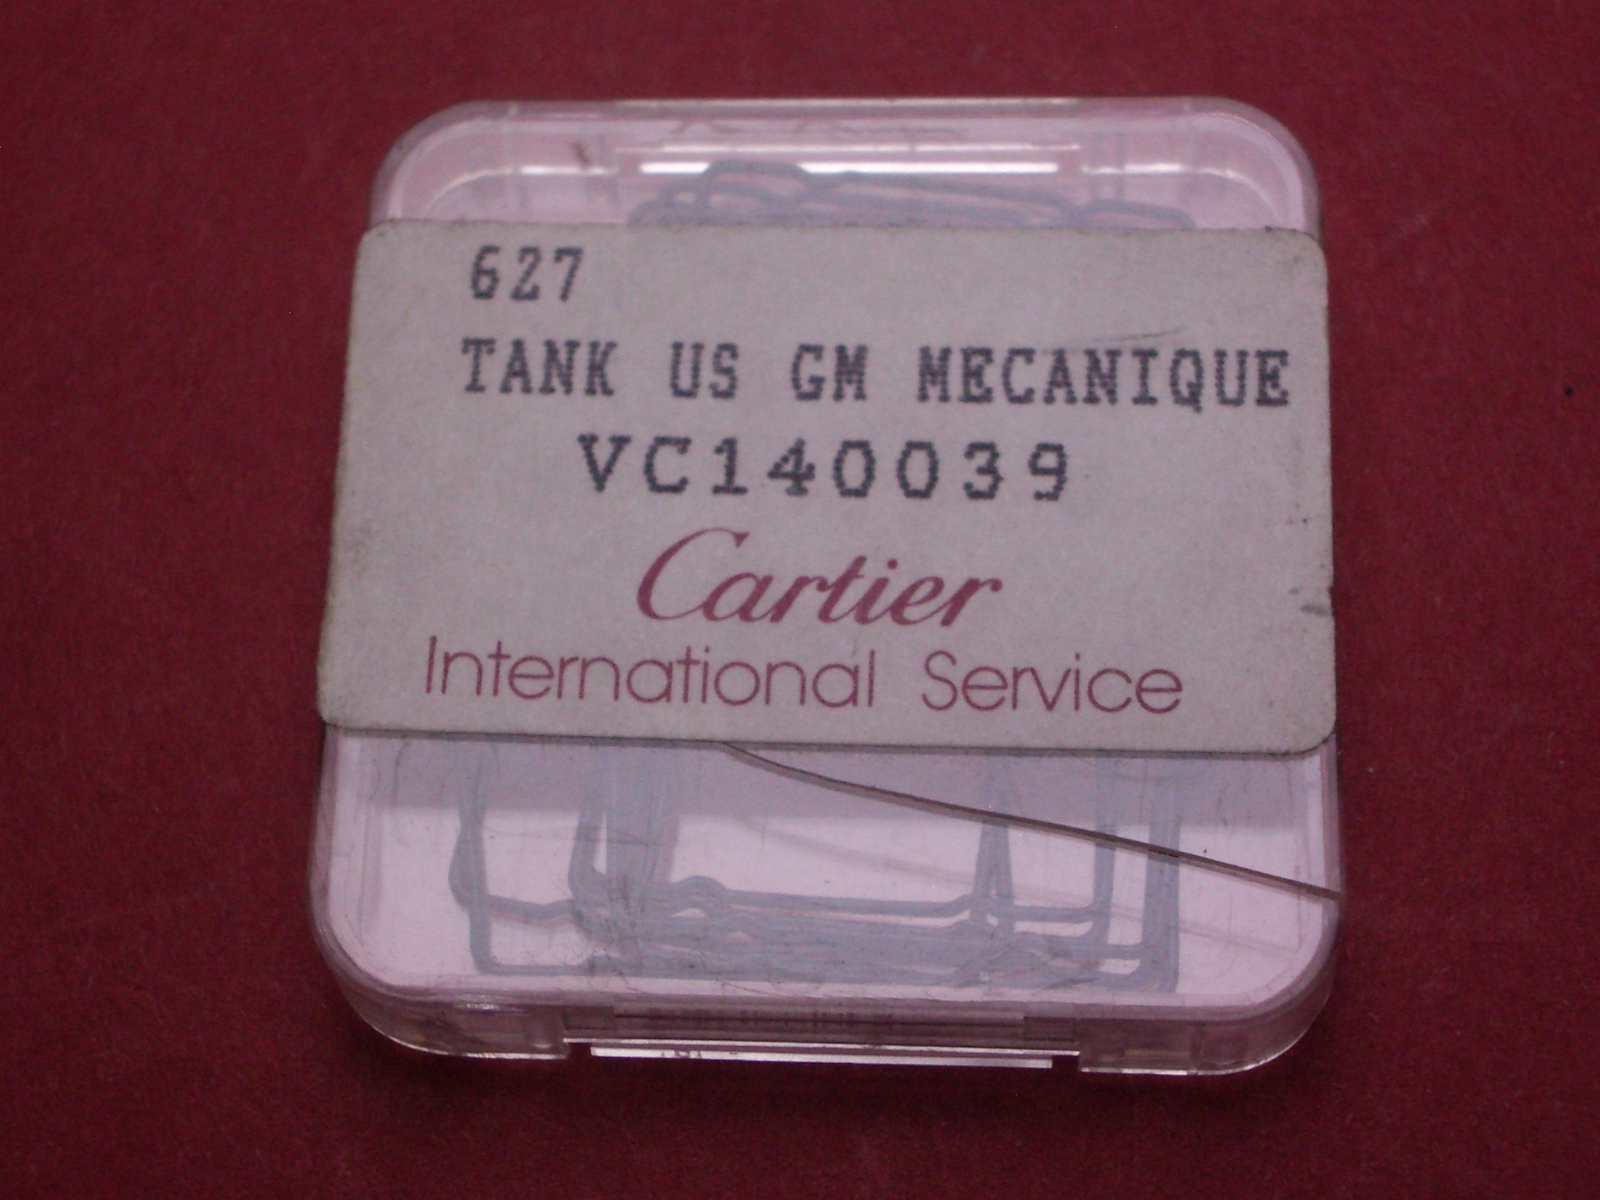 627
TANK US GM MECANIQUE
VC140039
Cartier
International Service